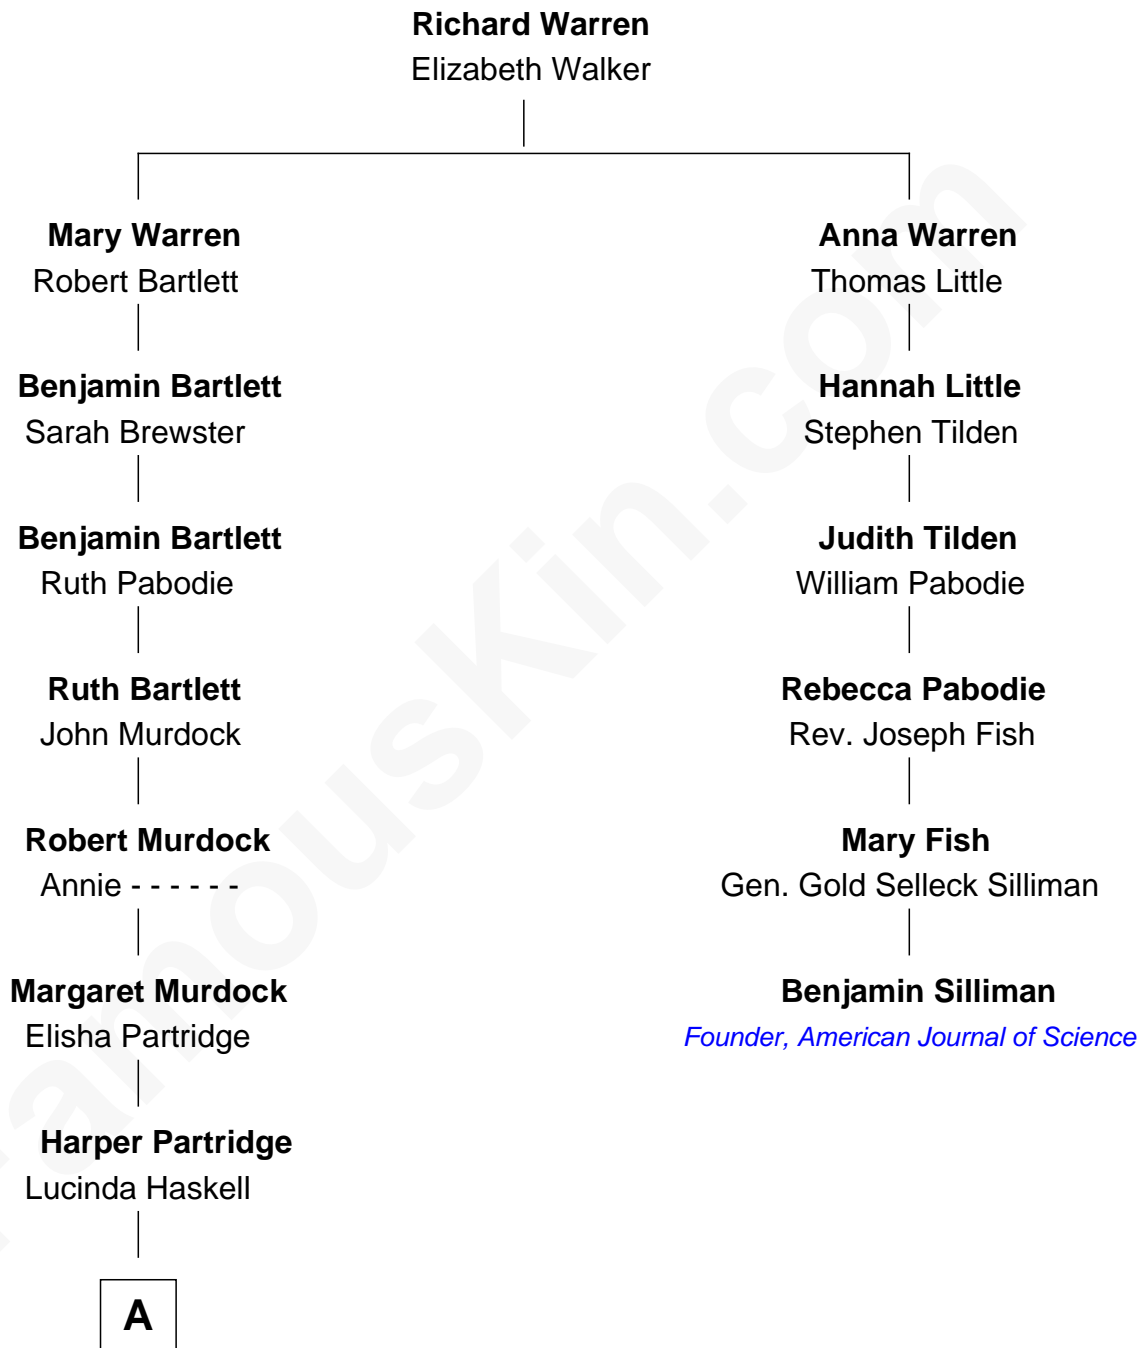 Richard Warren
Elizabeth Walker
Mary Warren
Robert Bartlett
Benjamin Bartlett
Sarah Brewster
Benjamin Bartlett
Ruth Pabodie
Ruth Bartlett
John Murdock
Robert Murdock
Annie - - - - - -
Margaret Murdock
Elisha Partridge
Harper Partridge
Lucinda Haskell
A
Anna Warren
Thomas Little
Hannah Little
Stephen Tilden
Judith Tilden
William Pabodie
Rebecca Pabodie
Rev. Joseph Fish
Mary Fish
Gen. Gold Selleck Silliman
Benjamin Silliman
Founder, American Journal of Science
FamousKin.com